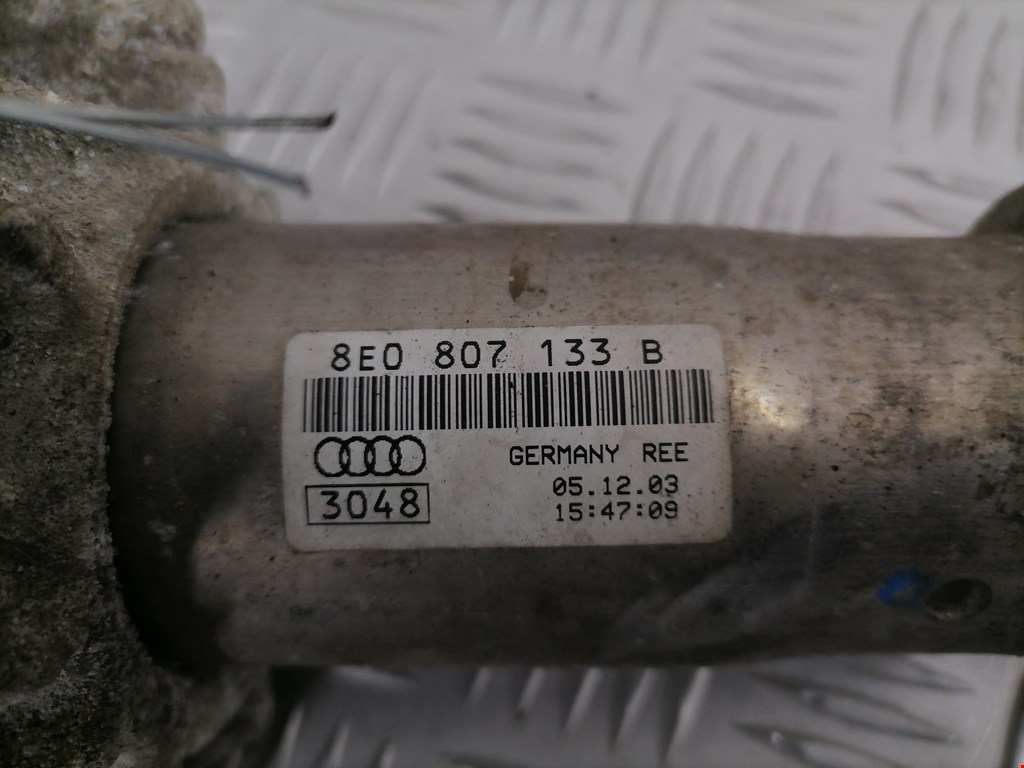 8E0 807 133 B
GERMANY REE
3048
05.12.03
15:47:09